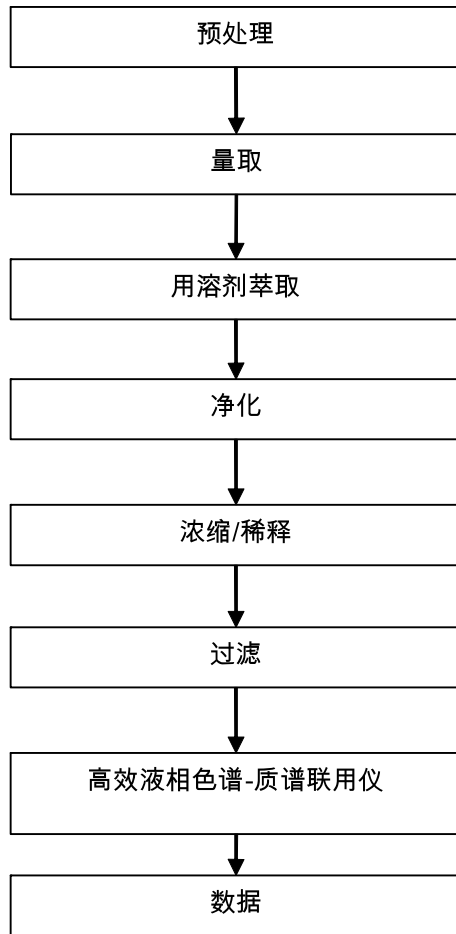 预处理
量取
用溶剂萃取
净化
浓缩/稀释
过滤
高效液相色谱-质谱联用仪
数据